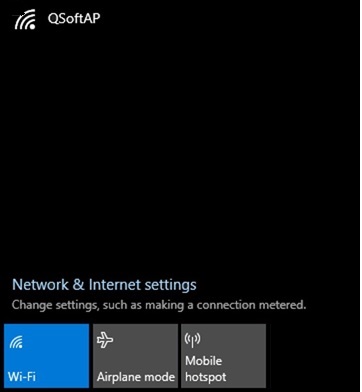 QSoftAP
Network & Internet settings
Change settings, such as making a connection metered.
Wi-Fi
Airplane mode
Mobile
hotspot